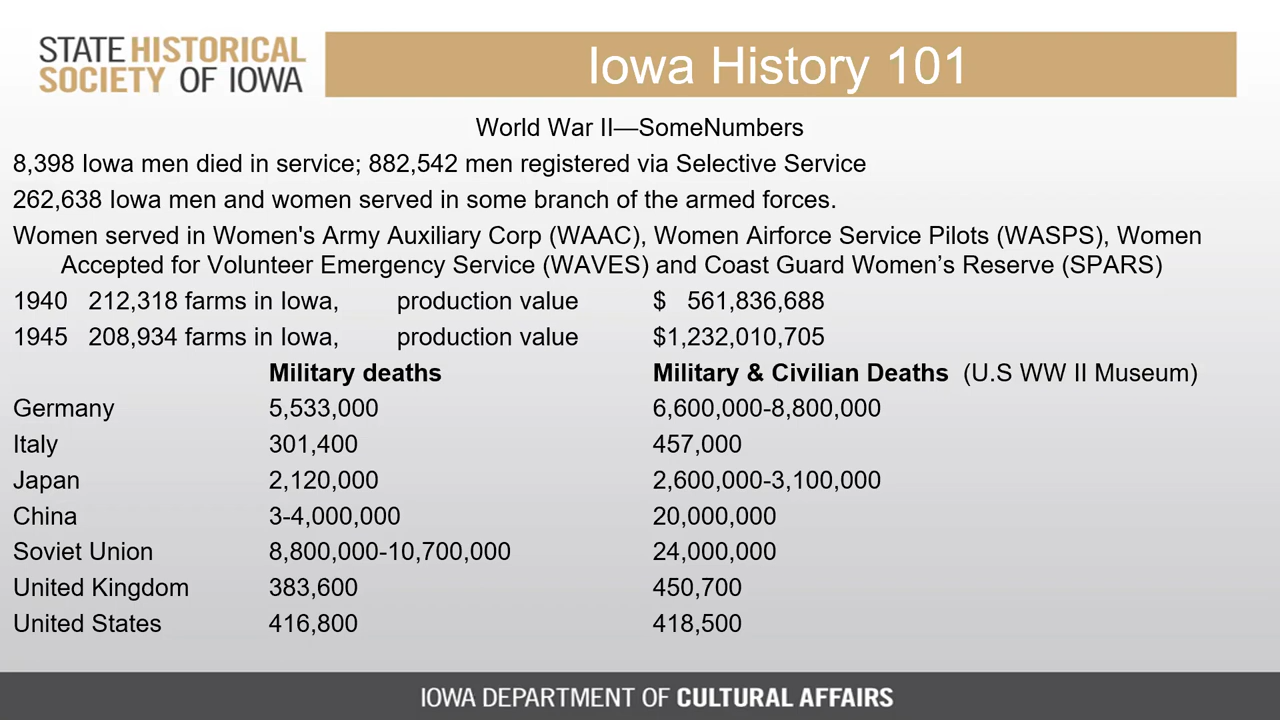 STATE HISTORICAL
SOCIETY OF IOWA
Iowa History 101
World War II—SomeNumbers
8,398 Iowa men died in service; 882,542 men registered via Selective Service
262,638 Iowa men and women served in some branch of the armed forces.
Women served in Women's Army Auxiliary Corp (WAAC), Women Airforce Service Pilots (WASPS), Women
Accepted for Volunteer Emergency Service (WAVES) and Coast Guard Women’s Reserve (SPARS)
1940 212,318 farms in Iowa, production value $ 561,836,688
1945 208,934 farms in Iowa, production value $1,232,010,705
Military deaths Military & Civilian Deaths (U.S WW II Museum)
Germany 5,533,000 6,600,000-8,800,000
Italy 301,400 457,000
Japan 2,120,000 2,600,000-3,100,000
China 3-4,000,000 20,000,000
Soviet Union 8,800,000-10,700,000 24,000,000
United Kingdom 383,600 450,700
United States 416,800 418,500
IOWA DEPARTMENT OF CULTURAL AFFAIRS